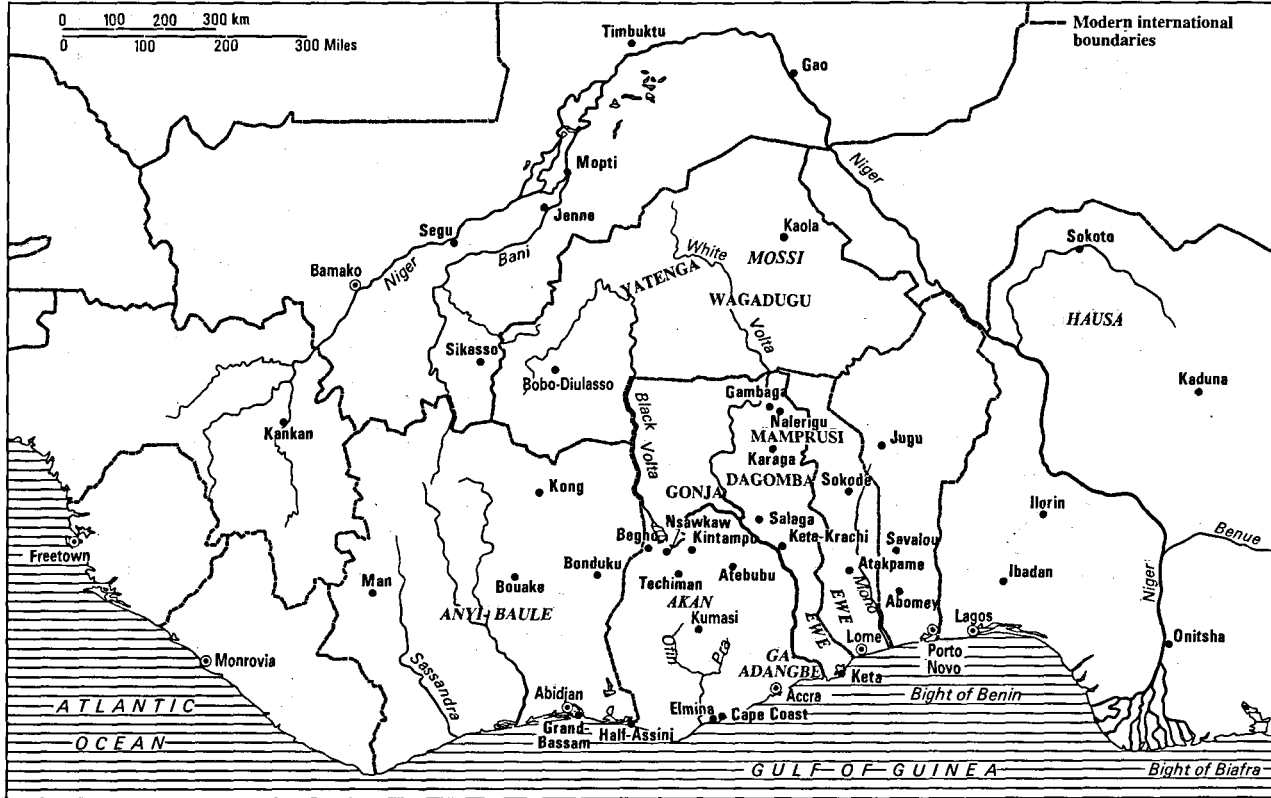 0 100 200 300 km
0 100 200 300 Miles
Modern international
boundaries
Timbuktu
Gao
Mopti
Niger
Jenne
Kaola
Segu
Sokoto
Bani
White
MOSSI
Bamako
Niger
YATENGA
WAGADUGU
HAUSA
Volta
Sikasso
Bobo-Diulasso
Kaduna
Gambaga
Black
Volta
Nalerigu
Kankan
MAMPRUSI
Jugu
Karaga
DAGOMBA
Sokode
Kong
GONJA
Ilorin
Salaga
Nsawkaw
Benue
Begho
Kintampo
Keta-Krachi
Savalou
Freetown
Bonduku
Atebubu
Atakpame
Ibadan
Niger
Man
Bouake
Techiman
Mono
Abomey
AKAN
EWE
ANYI-BAULE
Kumasi
EWE
Lagos
Ofin
Pra
Lome
Onitsha
Monrovia
Sassandra
GA
ADANGBE
Porto
Novo
Keta
Accra
Bight of Benin
ATLANTIC
OCEAN
Abidjan
Elmina
Cape Coast
Grand-
Bassam
Half-Assini
GULF OF GUINEA
Bight of Biafra